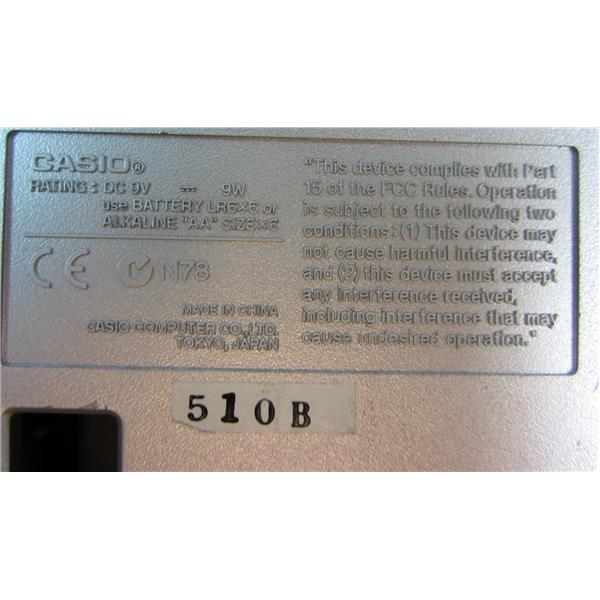 CASIO®
RATING : DC 9V ⎓ 9W
use BATTERY LR6×6 or
ALKALINE "AA" SIZE×6
CE N78
MADE IN CHINA
CASIO COMPUTER CO.,LTD.
TOKYO, JAPAN
"This device complies with Part
15 of the FCC Rules. Operation
is subject to the following two
conditions: (1) This device may
not cause harmful interference,
and (2) this device must accept
any interference received,
including interference that may
cause undesired operation."
510B